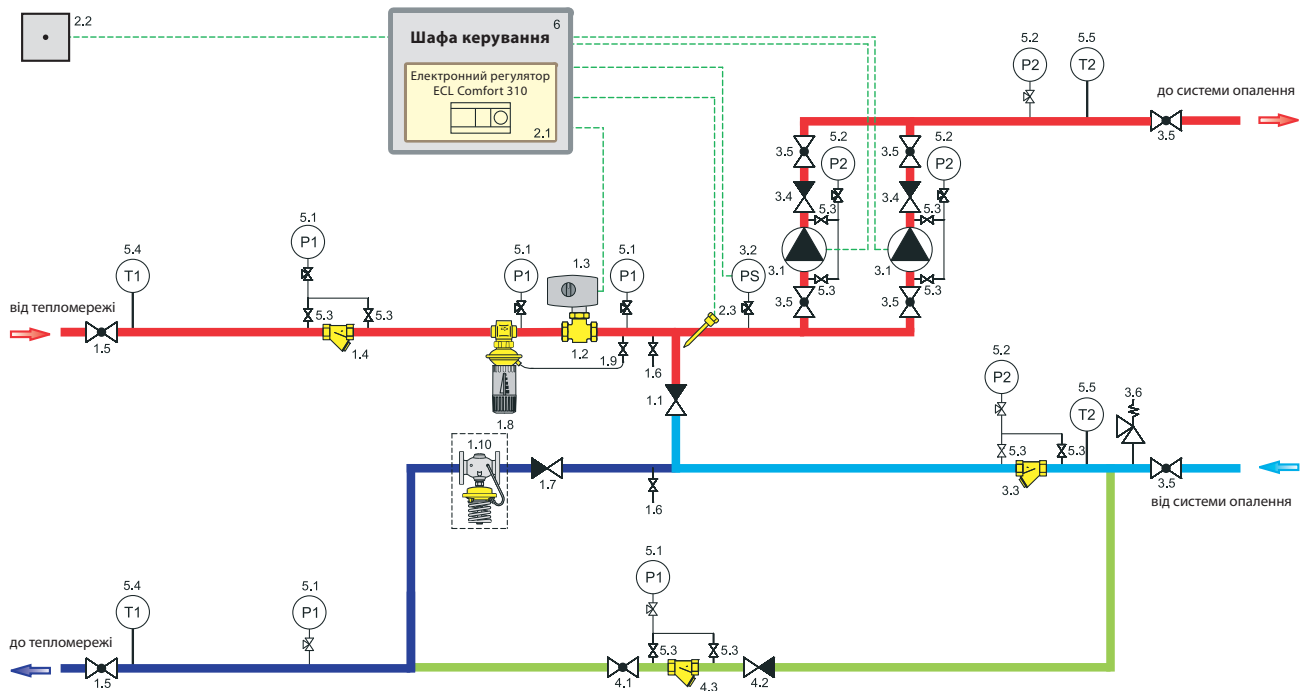 2.2
6
Шафа керування
Електронний регулятор
ECL Comfort 310
2.1
5.2
P2
5.5
T2
до системи опалення
3.5
3.5
5.2
P2
3.5
5.2
P2
3.4
5.3
3.4
5.3
3.1
5.3
3.1
5.3
3.5
3.5
5.4
T1
5.1
P1
5.3
5.3
від тепломережі
1.5
1.4
5.1
P1
1.3
5.1
P1
3.2
PS
2.3
1.2
1.9
1.6
1.8
1.1
1.10
1.7
1.6
5.2
P2
5.5
T2
3.6
5.3
5.3
3.3
3.5
від системи опалення
5.4
T1
5.1
P1
до тепломережі
1.5
5.1
P1
5.3
5.3
4.1
4.3
4.2